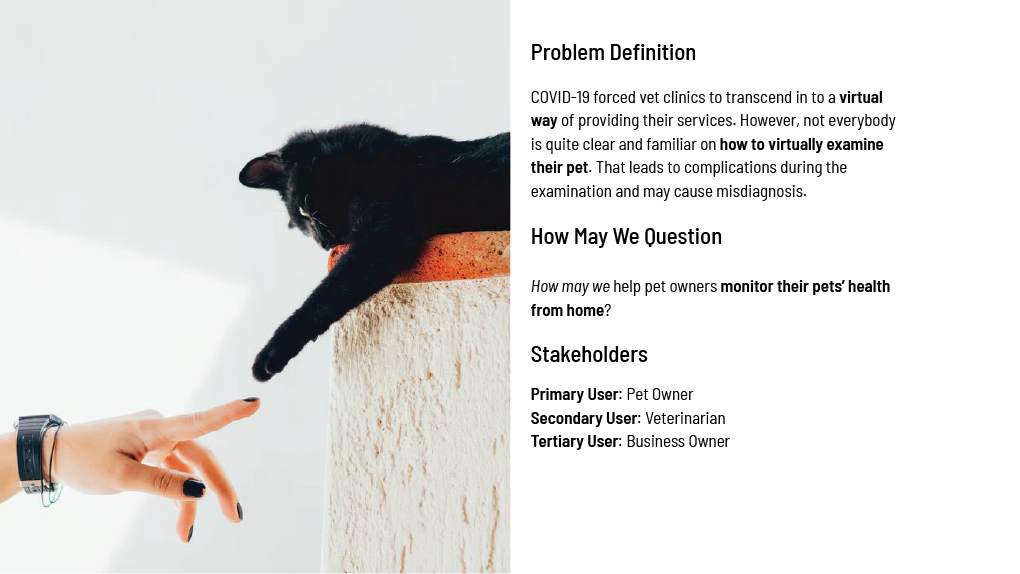 Problem Definition
COVID-19 forced vet clinics to transcend in to a virtual
way of providing their services. However, not everybody
is quite clear and familiar on how to virtually examine
their pet. That leads to complications during the
examination and may cause misdiagnosis.
How May We Question
How may we help pet owners monitor their pets’ health
from home?
Stakeholders
Primary User: Pet Owner
Secondary User: Veterinarian
Tertiary User: Business Owner